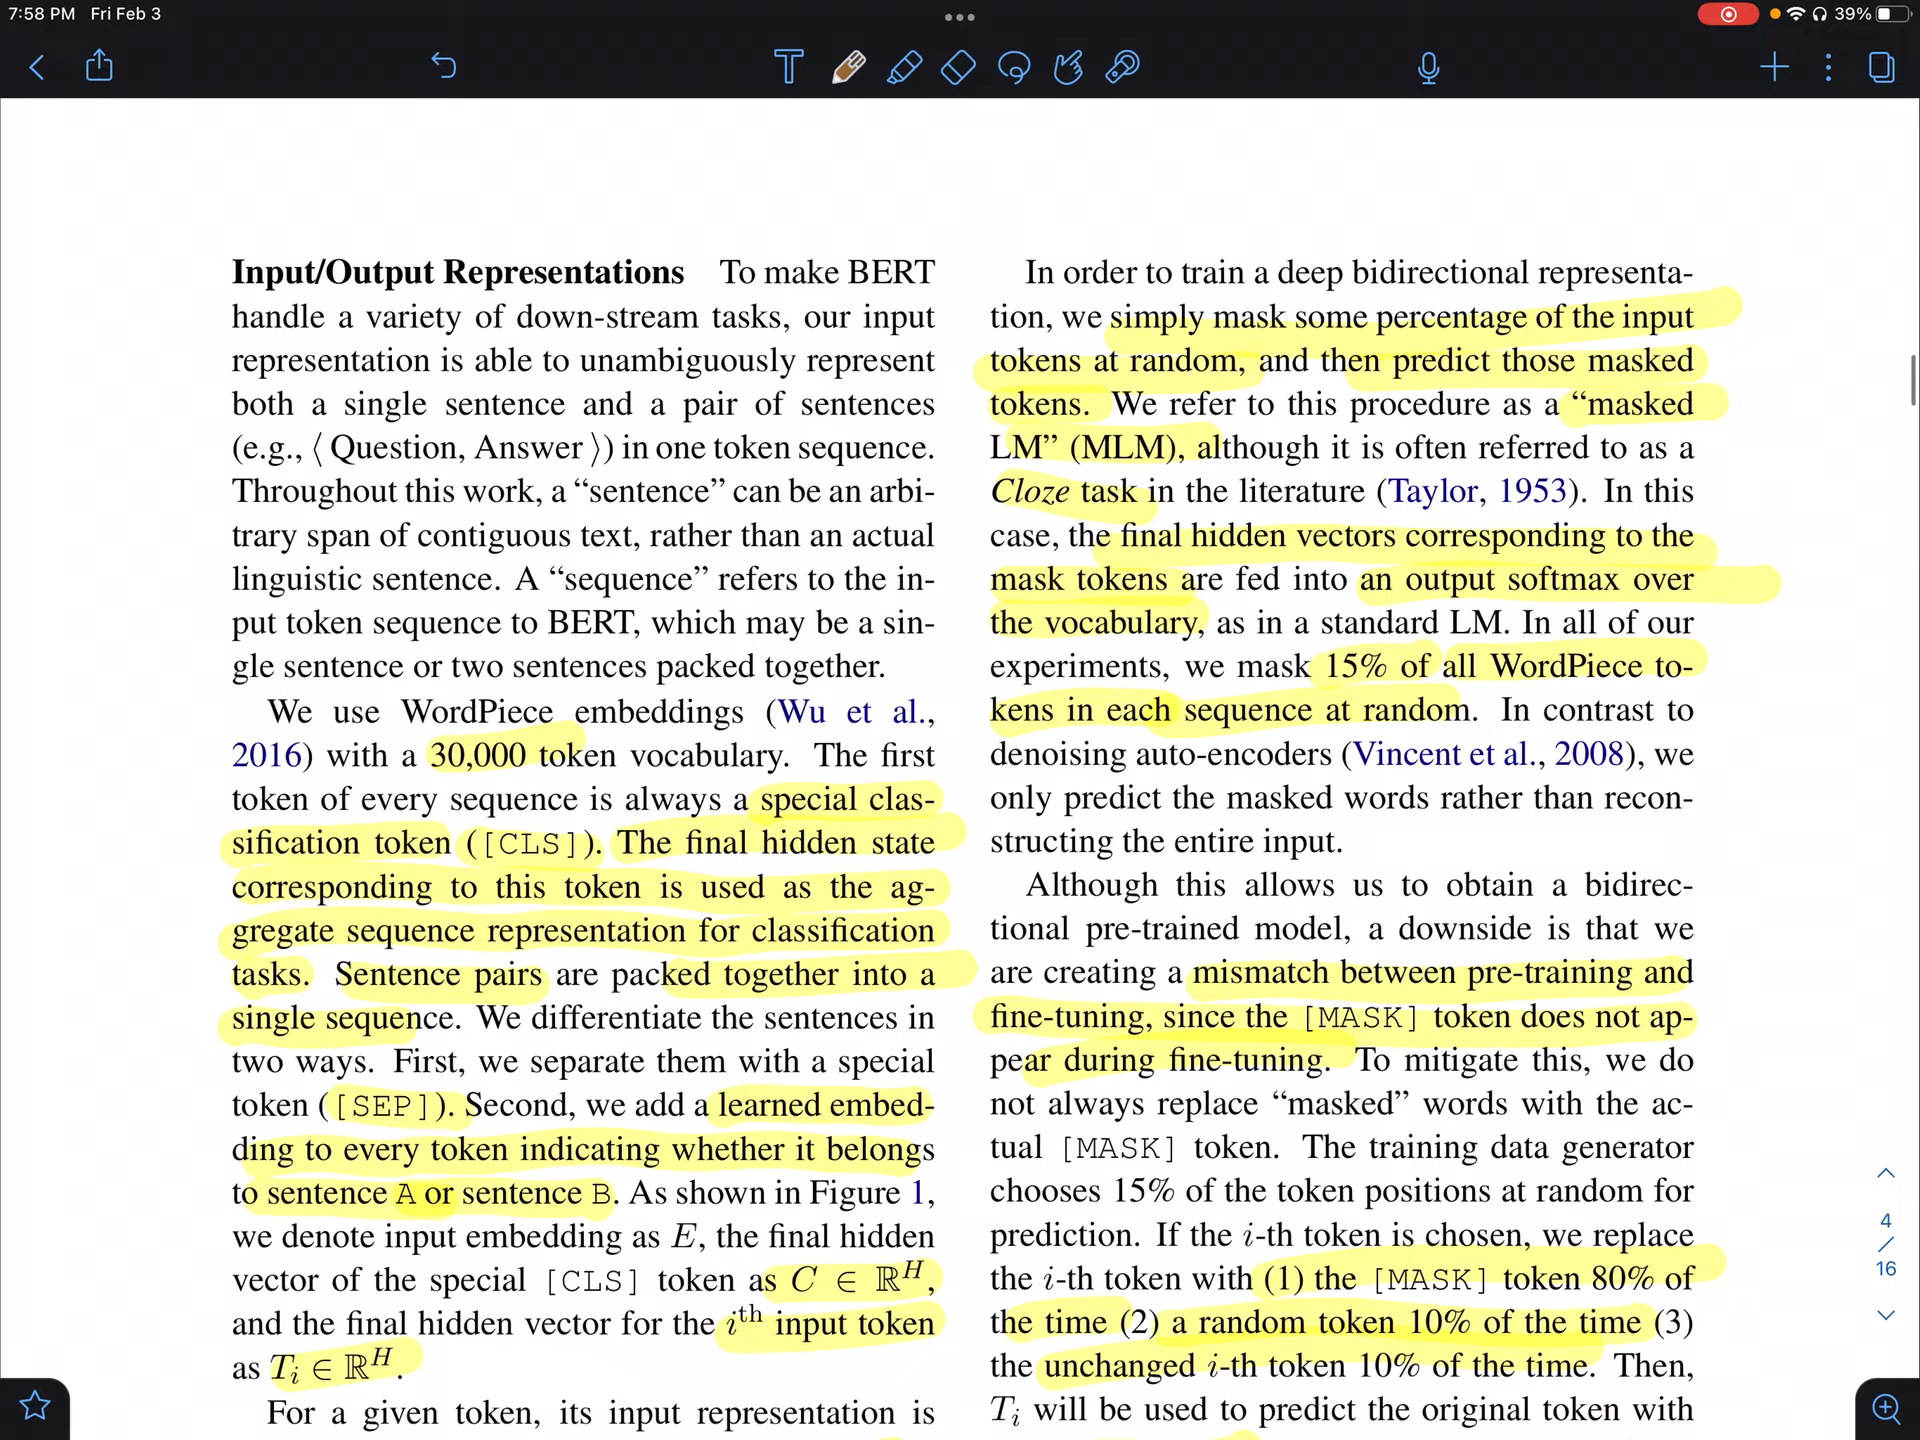 7:58 PM Fri Feb 3
39%
Input/Output Representations To make BERT
handle a variety of down-stream tasks, our input
representation is able to unambiguously represent
both a single sentence and a pair of sentences
(e.g., ⟨ Question, Answer ⟩) in one token sequence.
Throughout this work, a “sentence” can be an arbi-
trary span of contiguous text, rather than an actual
linguistic sentence. A “sequence” refers to the in-
put token sequence to BERT, which may be a sin-
gle sentence or two sentences packed together.
We use WordPiece embeddings (Wu et al.,
2016) with a 30,000 token vocabulary. The first
token of every sequence is always a special clas-
sification token ([CLS]). The final hidden state
corresponding to this token is used as the ag-
gregate sequence representation for classification
tasks. Sentence pairs are packed together into a
single sequence. We differentiate the sentences in
two ways. First, we separate them with a special
token ([SEP]). Second, we add a learned embed-
ding to every token indicating whether it belongs
to sentence A or sentence B. As shown in Figure 1,
we denote input embedding as E, the final hidden
vector of the special [CLS] token as C ∈ ℝ^H,
and the final hidden vector for the i^th input token
as T_i ∈ ℝ^H.
For a given token, its input representation is
In order to train a deep bidirectional representa-
tion, we simply mask some percentage of the input
tokens at random, and then predict those masked
tokens. We refer to this procedure as a “masked
LM” (MLM), although it is often referred to as a
Cloze task in the literature (Taylor, 1953). In this
case, the final hidden vectors corresponding to the
mask tokens are fed into an output softmax over
the vocabulary, as in a standard LM. In all of our
experiments, we mask 15% of all WordPiece to-
kens in each sequence at random. In contrast to
denoising auto-encoders (Vincent et al., 2008), we
only predict the masked words rather than recon-
structing the entire input.
Although this allows us to obtain a bidirec-
tional pre-trained model, a downside is that we
are creating a mismatch between pre-training and
fine-tuning, since the [MASK] token does not ap-
pear during fine-tuning. To mitigate this, we do
not always replace “masked” words with the ac-
tual [MASK] token. The training data generator
chooses 15% of the token positions at random for
prediction. If the i-th token is chosen, we replace
the i-th token with (1) the [MASK] token 80% of
the time (2) a random token 10% of the time (3)
the unchanged i-th token 10% of the time. Then,
T_i will be used to predict the original token with
4
/
16